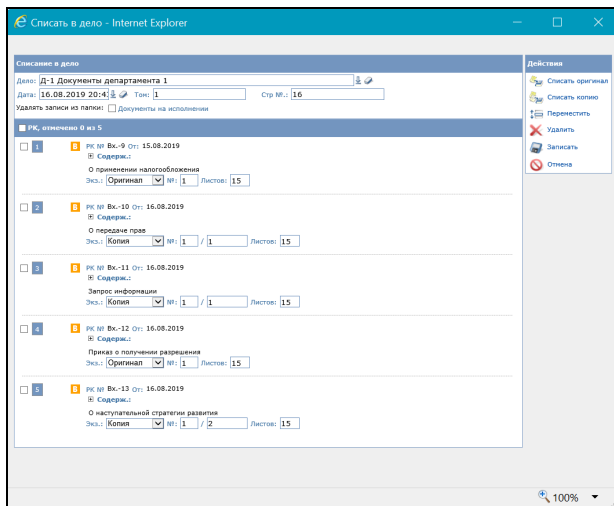 Списать в дело - Internet Explorer
Списание в дело
Дело: Д-1 Документы департамента 1
Дата: 16.08.2019 20:43 Том: 1 Стр №.: 16
Удалять записи из папки: Документы на исполнении
РК, отмечено 0 из 5
1 В РК № Вх.-9 От: 15.08.2019
Содерж.:
О применении налогообложения
Экз.: Оригинал №: 1 Листов: 15
2 В РК № Вх.-10 От: 16.08.2019
Содерж.:
О передаче прав
Экз.: Копия №: 1 / 1 Листов: 15
3 В РК № Вх.-11 От: 16.08.2019
Содерж.:
Запрос информации
Экз.: Копия №: 1 / 1 Листов: 15
4 В РК № Вх.-12 От: 16.08.2019
Содерж.:
Приказ о получении разрешения
Экз.: Оригинал №: 1 Листов: 15
5 В РК № Вх.-13 От: 16.08.2019
Содерж.:
О наступательной стратегии развития
Экз.: Копия №: 1 / 2 Листов: 15
Действия
Списать оригинал
Списать копию
Переместить
Удалить
Записать
Отмена
100%